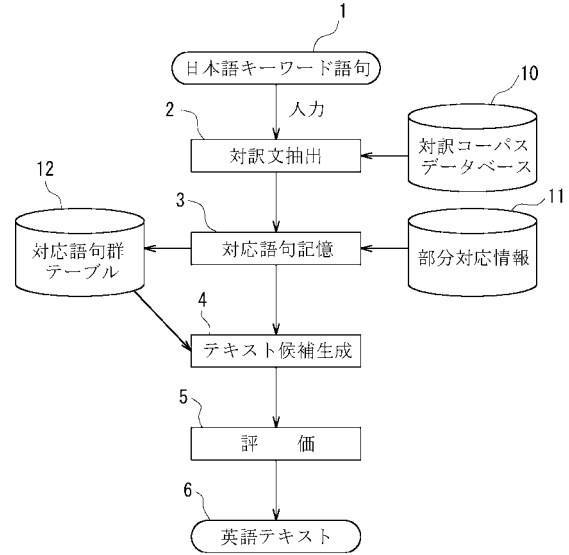 1
日本語キーワード語句
人力
10
2
対訳文抽出
対訳コーパス
データベース
12
3
11
対応語句群
テーブル
対応語句記憶
部分対応情報
4
テキスト候補生成
5
評 価
6
英語テキスト